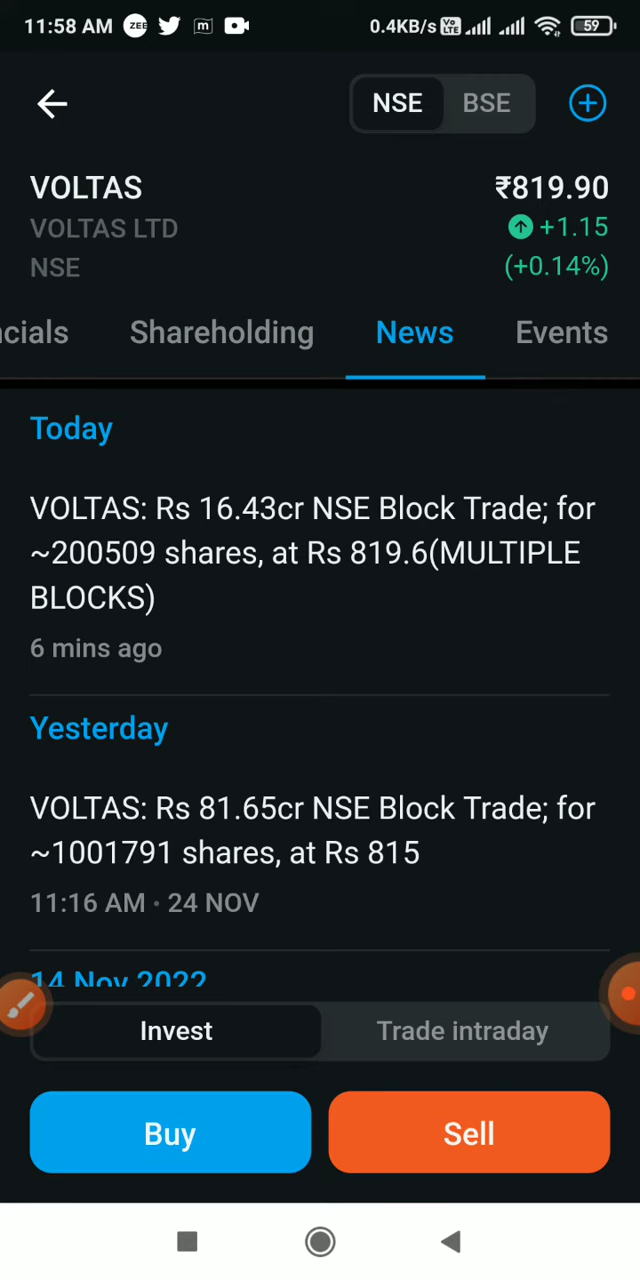 11:58 AM ZEE m 0.4KB/s Vo LTE 59
NSE BSE
VOLTAS ₹819.90
VOLTAS LTD +1.15
NSE (+0.14%)
ncials Shareholding News Events
Today
VOLTAS: Rs 16.43cr NSE Block Trade; for
~200509 shares, at Rs 819.6(MULTIPLE
BLOCKS)
6 mins ago
Yesterday
VOLTAS: Rs 81.65cr NSE Block Trade; for
~1001791 shares, at Rs 815
11:16 AM · 24 NOV
14 Nov 2022
Invest Trade intraday
Buy Sell